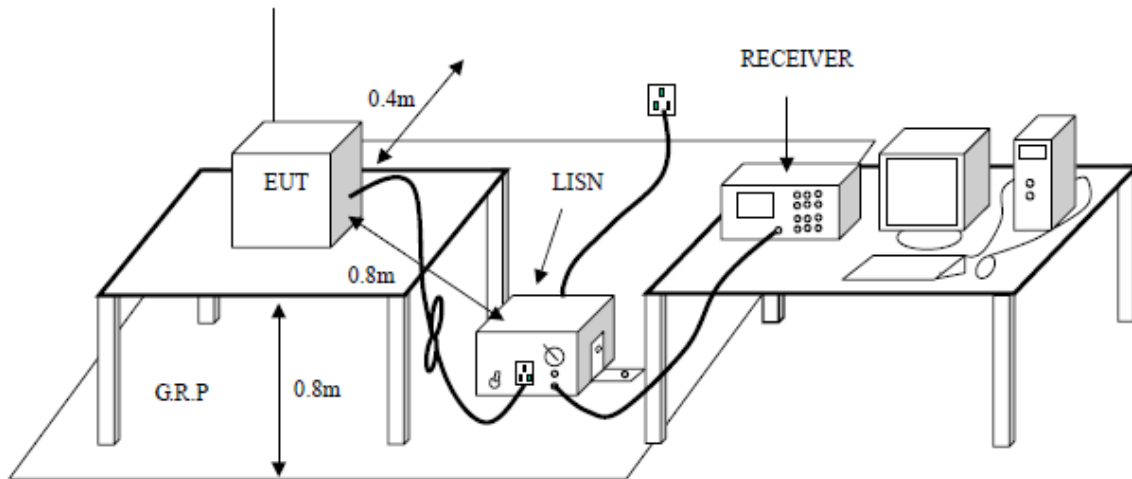 RECEIVER
0.4m
EUT
LISN
0.8m
G.R.P
0.8m